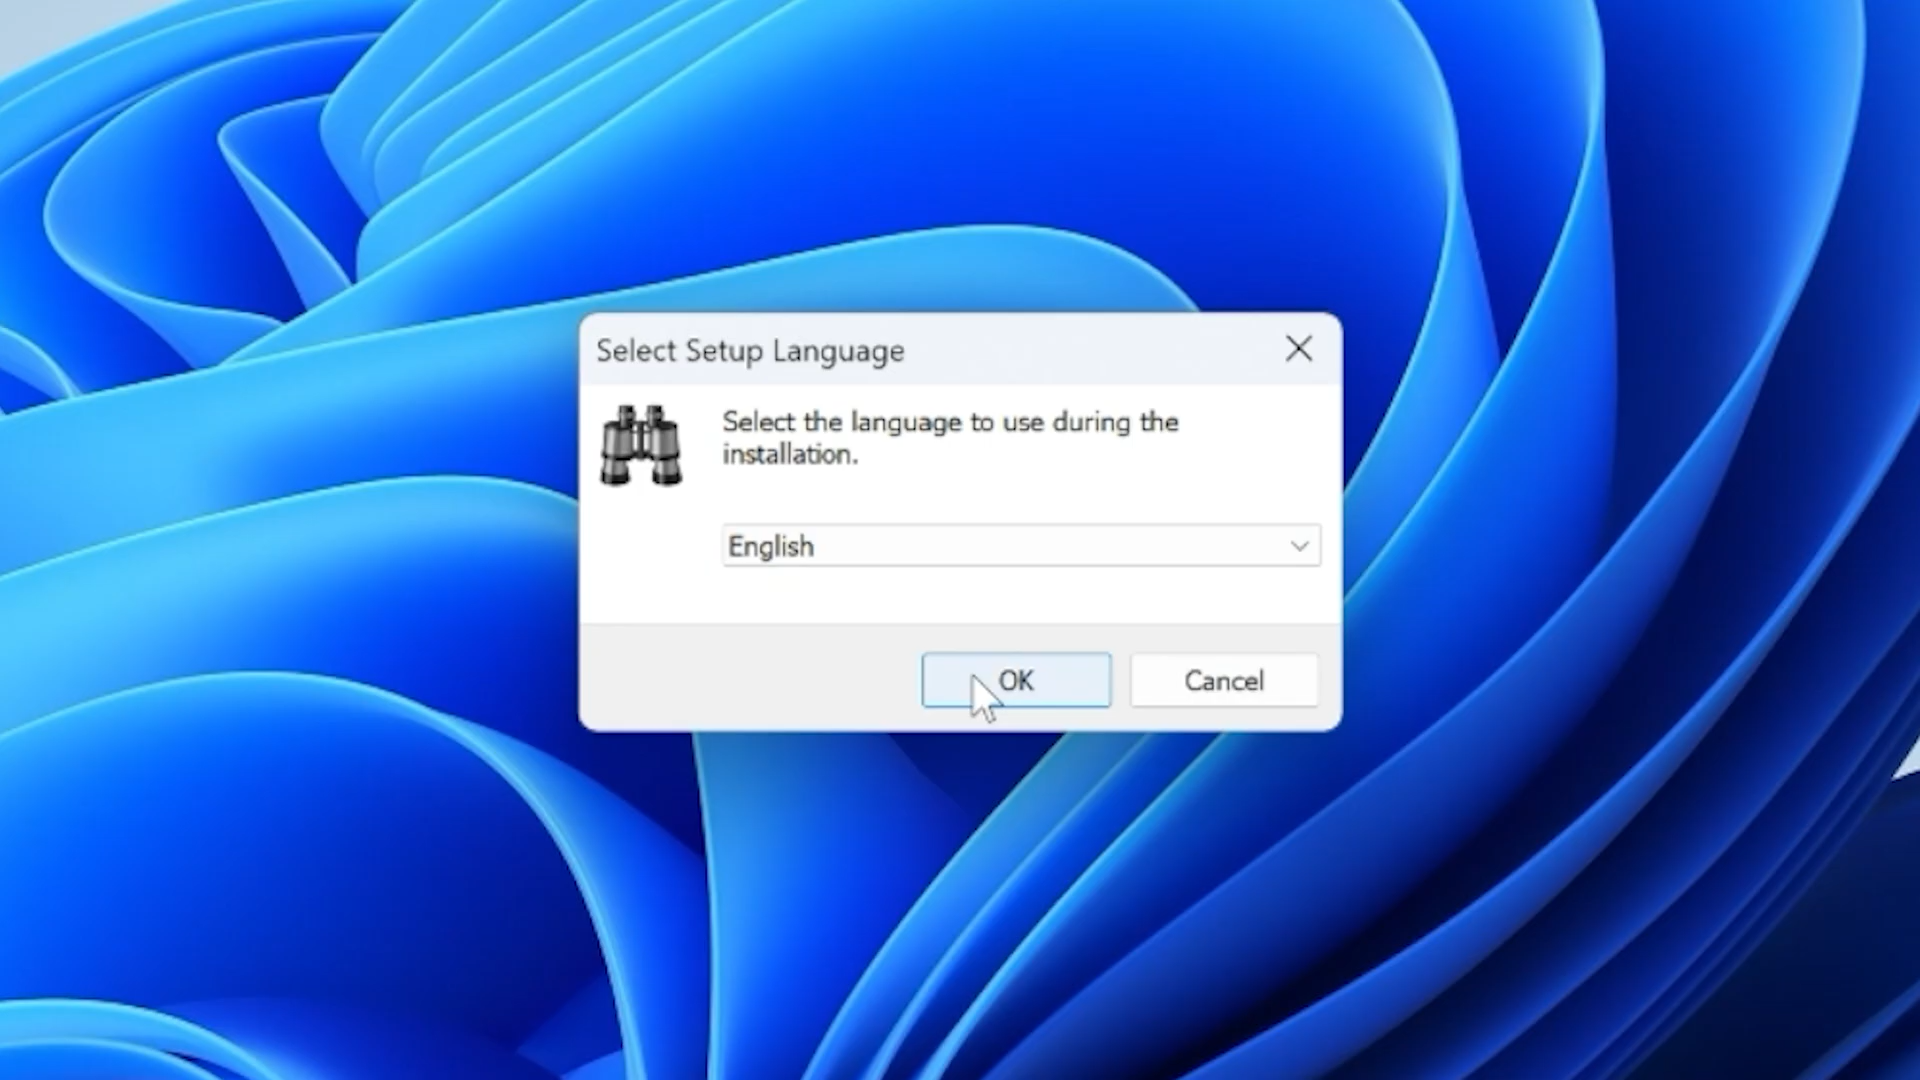 Select Setup Language
Select the language to use during the
installation.
English
OK
Cancel